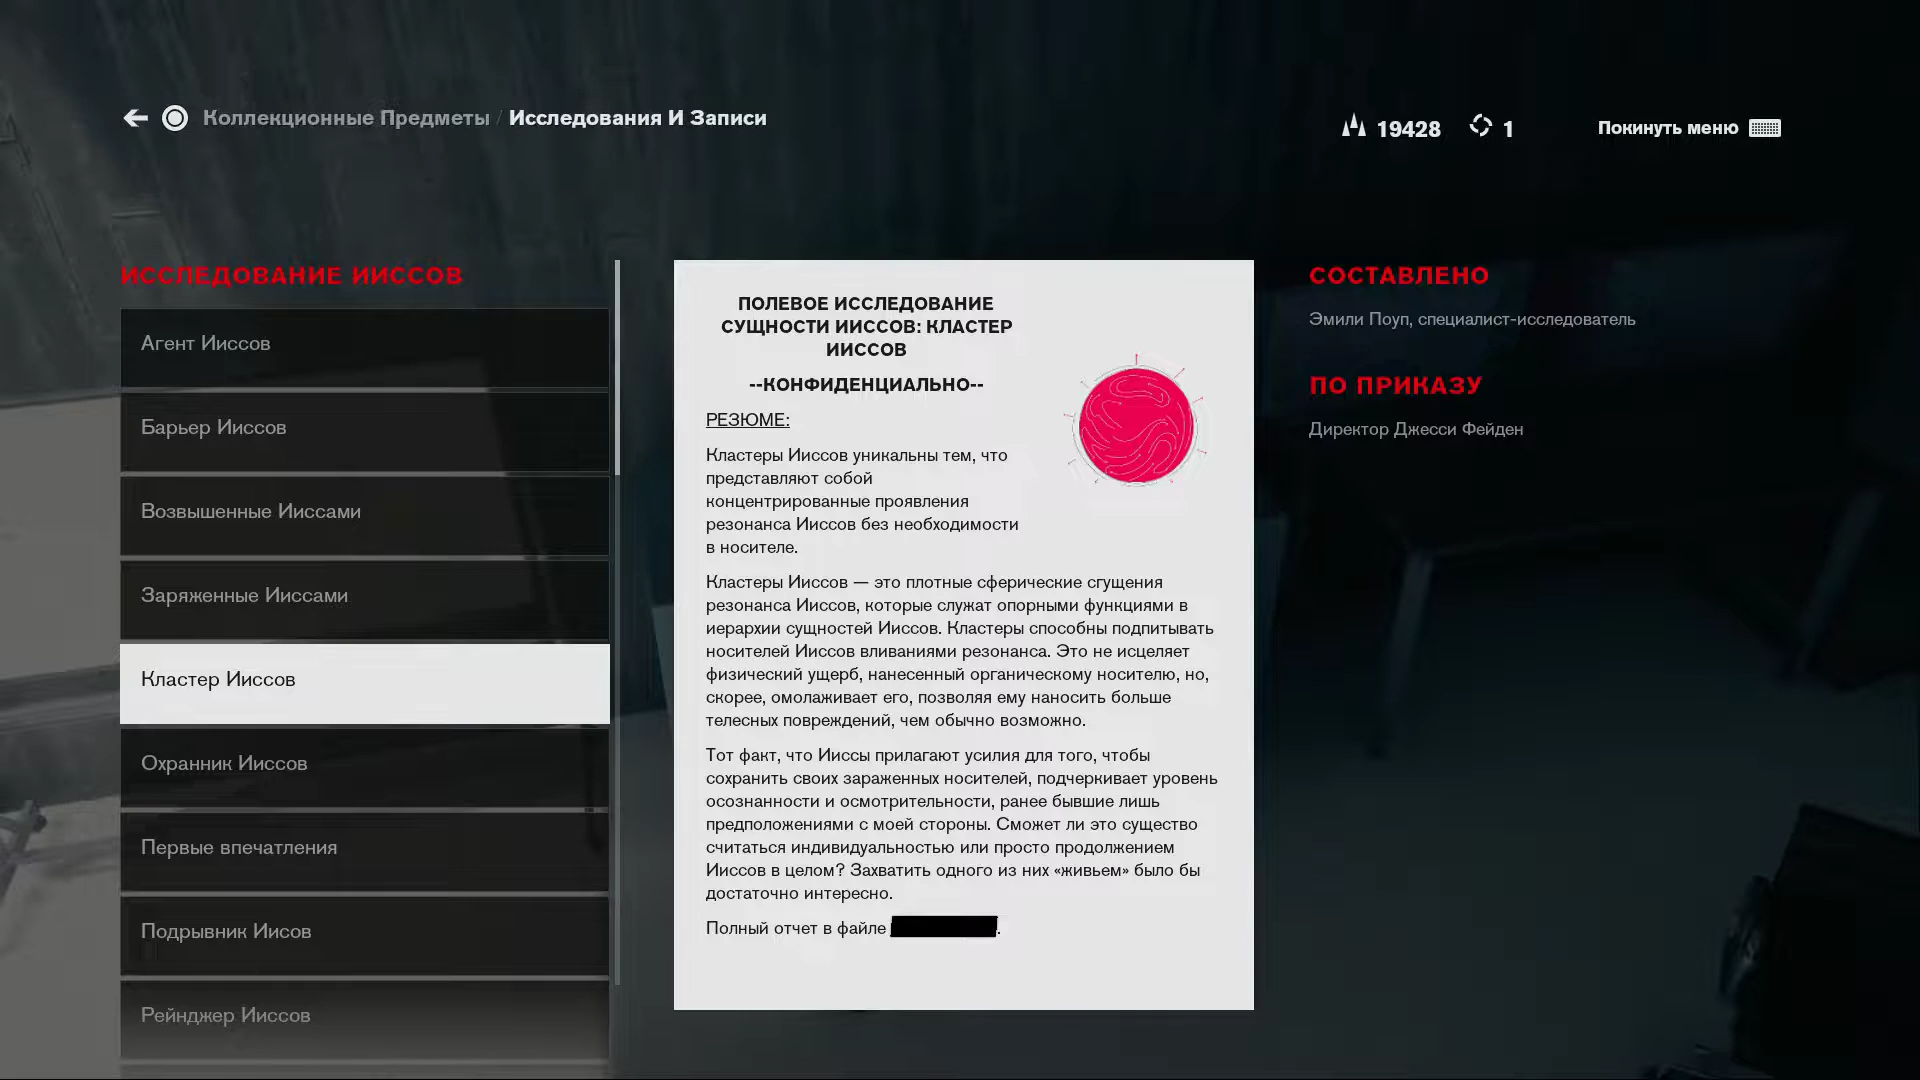 Коллекционные Предметы / Исследования И Записи
19428
1
Покинуть меню
ИССЛЕДОВАНИЕ ИИССОВ
Агент Ииссов
Барьер Ииссов
Возвышенные Ииссами
Заряженные Ииссами
Кластер Ииссов
Охранник Ииссов
Первые впечатления
Подрывник Иисов
Рейнджер Ииссов
ПОЛЕВОЕ ИССЛЕДОВАНИЕ
СУЩНОСТИ ИИССОВ: КЛАСТЕР
ИИССОВ
--КОНФИДЕНЦИАЛЬНО--
РЕЗЮМЕ:
Кластеры Ииссов уникальны тем, что
представляют собой
концентрированные проявления
резонанса Ииссов без необходимости
в носителе.
Кластеры Ииссов — это плотные сферические сгущения
резонанса Ииссов, которые служат опорными функциями в
иерархии сущностей Ииссов. Кластеры способны подпитывать
носителей Ииссов вливаниями резонанса. Это не исцеляет
физический ущерб, нанесенный органическому носителю, но,
скорее, омолаживает его, позволяя ему наносить больше
телесных повреждений, чем обычно возможно.
Тот факт, что Ииссы прилагают усилия для того, чтобы
сохранить своих зараженных носителей, подчеркивает уровень
осознанности и осмотрительности, ранее бывшие лишь
предположениями с моей стороны. Сможет ли это существо
считаться индивидуальностью или просто продолжением
Ииссов в целом? Захватить одного из них «живьем» было бы
достаточно интересно.
Полный отчет в файле .
СОСТАВЛЕНО
Эмили Поуп, специалист-исследователь
ПО ПРИКАЗУ
Директор Джесси Фейден